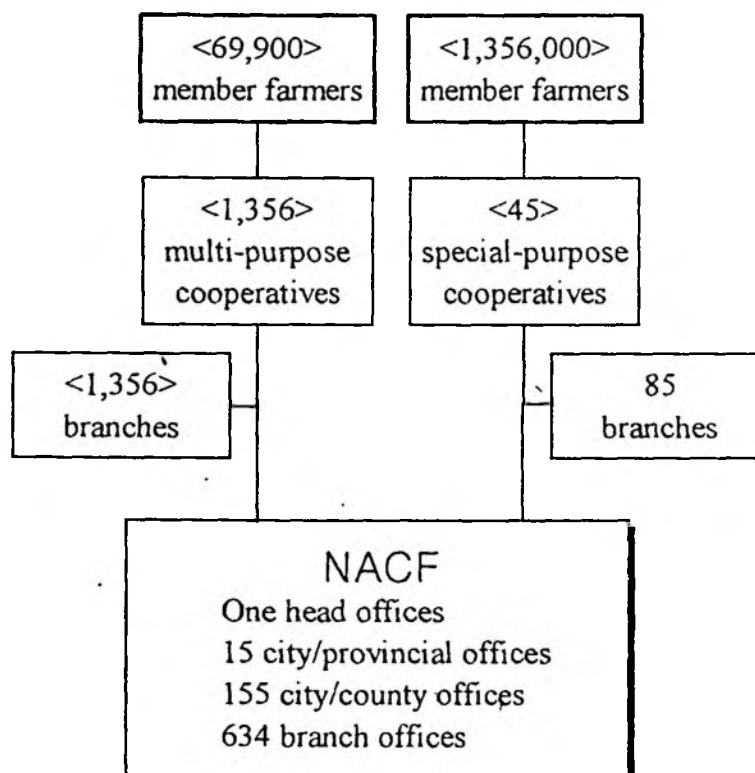 <69,900>
member farmers
<1,356,000>
member farmers
<1,356>
multi-purpose
cooperatives
<45>
special-purpose
cooperatives
<1,356>
branches
85
branches
NACF
One head offices
15 city/provincial offices
155 city/county offices
634 branch offices